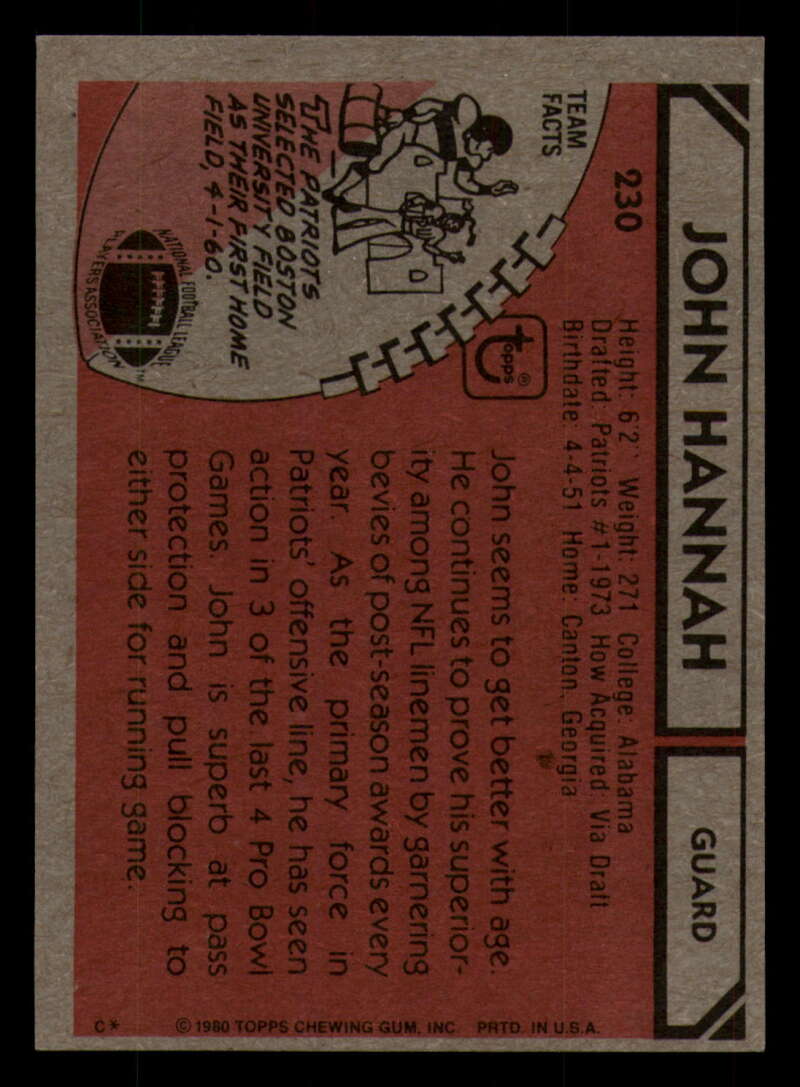 JOHN HANNAH
GUARD
230
Height: 6'2" Weight: 271 College: Alabama
Drafted: Patriots #1-1973 How Acquired: Via Draft
Birthdate: 4-4-51 Home: Canton, Georgia
TEAM
FACTS
THE PATRIOTS
SELECTED BOSTON
UNIVERSITY FIELD
AS THEIR FIRST HOME
FIELD, 4-1-60.
topps®
NATIONAL FOOTBALL LEAGUE
PLAYERS ASSOCIATION™
John seems to get better with age.
He continues to prove his superior-
ity among NFL linemen by garnering
bevies of post-season awards every
year. As the primary force in
Patriots' offensive line, he has seen
action in 3 of the last 4 Pro Bowl
Games. John is superb at pass
protection and pull blocking to
either side for running game.
C* © 1980 TOPPS CHEWING GUM, INC. PRTD. IN U.S.A.